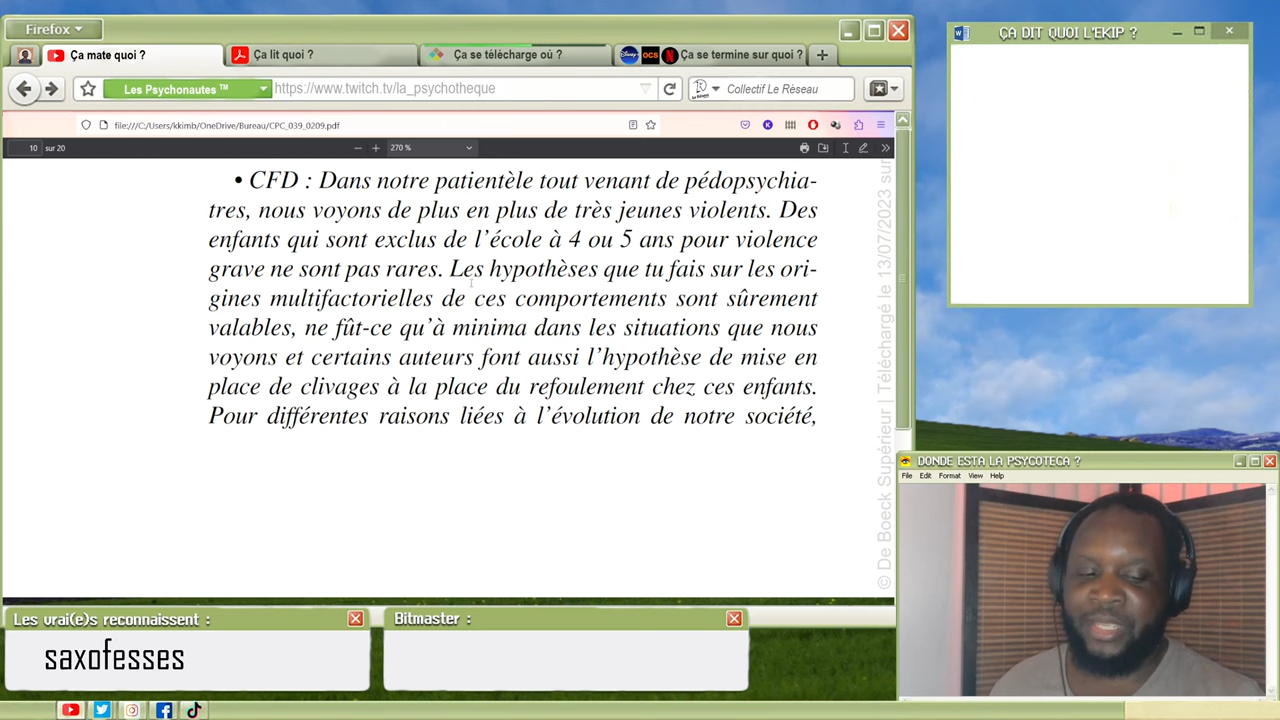 Firefox
Ça mate quoi ?
Ça lit quoi ?
Ça se télécharge où ?
Disney+ OCS N Ça se termine sur quoi ?
Les Psychonautes ™
https://www.twitch.tv/la_psychotheque
Collectif Le Réseau
file:///C:/Users/kkimb/OneDrive/Bureau/CPC_039_0209.pdf
10 sur 20
270 %
• CFD : Dans notre patientèle tout venant de pédopsychia-
tres, nous voyons de plus en plus de très jeunes violents. Des
enfants qui sont exclus de l'école à 4 ou 5 ans pour violence
grave ne sont pas rares. Les hypothèses que tu fais sur les ori-
gines multifactorielles de ces comportements sont sûrement
valables, ne fût-ce qu'à minima dans les situations que nous
voyons et certains auteurs font aussi l'hypothèse de mise en
place de clivages à la place du refoulement chez ces enfants.
Pour différentes raisons liées à l'évolution de notre société,
© De Boeck Supérieur | Téléchargé le 13/07/2023 sur
ÇA DIT QUOI L'EKIP ?
DONDE ESTA LA PSYCOTECA ?
File Edit Format View Help
Les vrai(e)s reconnaissent :
saxofesses
Bitmaster :